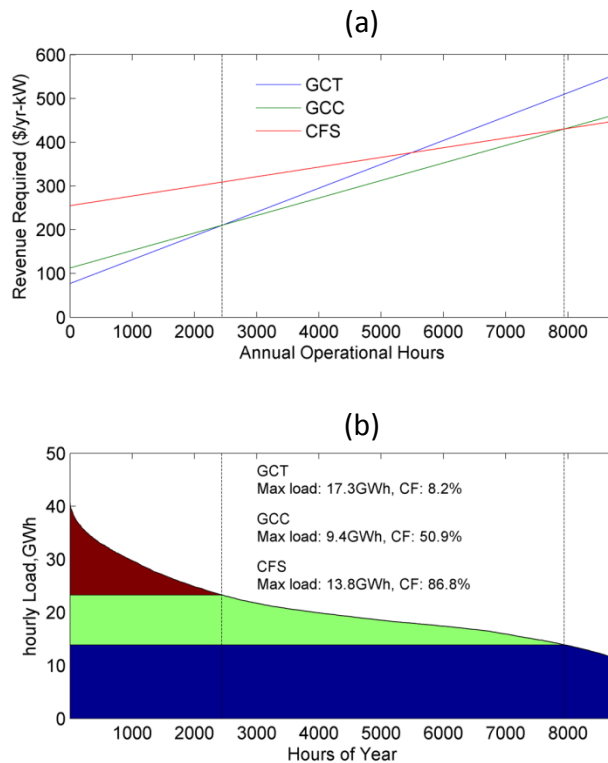 (a)
600
500
400
300
200
100
0
Revenue Required ($/yr-kW)
GCT
GCC
CFS
0 1000 2000 3000 4000 5000 6000 7000 8000
Annual Operational Hours
(b)
50
40
30
20
10
0
hourly Load,GWh
GCT
Max load: 17.3GWh, CF: 8.2%
GCC
Max load: 9.4GWh, CF: 50.9%
CFS
Max load: 13.8GWh, CF: 86.8%
1000 2000 3000 4000 5000 6000 7000 8000
Hours of Year